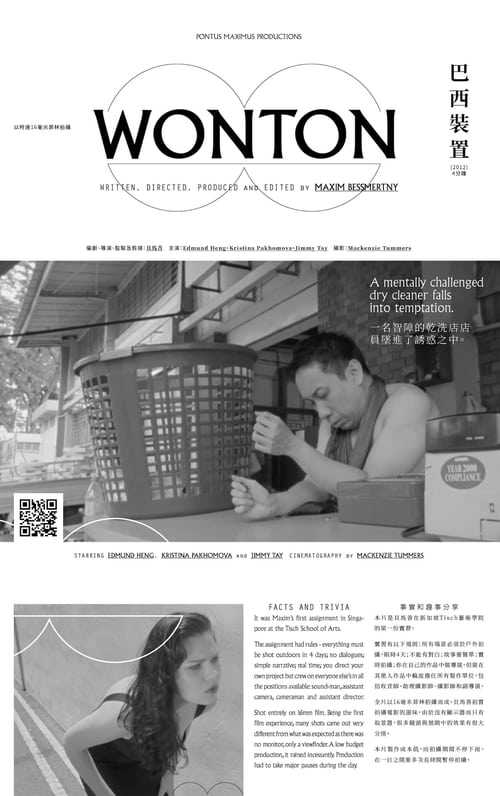 PONTUS MAXIMUS PRODUCTIONS
以柯達16毫米菲林拍攝
WONTON
巴西裝置
(2012)
4分鐘
WRITTEN, DIRECTED, PRODUCED AND EDITED BY MAXIM BESSMERTNY
編劇、導演、監製及剪接：貝馬吾 主演：Edmund Heng、Kristina Pakhomova、Jimmy Tay 攝影：Mackenzie Tummers
A mentally challenged
dry cleaner falls
into temptation.
一名智障的乾洗店店
員墜進了誘惑之中。
YEAR 2000
COMPLIANCE
STARRING EDMUND HENG, KRISTINA PAKHOMOVA AND JIMMY TAY CINEMATOGRAPHY BY MACKENZIE TUMMERS
FACTS AND TRIVIA
It was Maxim's first assignment in Singa-
pore at the Tisch School of Arts.
The assignment had rules - everything must
be shot outdoors in 4 days; no dialogues;
simple narrative; real time; you direct your
own project but crew on everyone else's in all
the positions available: sound-man, assistant
camera, cameraman and assistant director.
Shot entirely on 16mm film. Being the first
film experience, many shots came out very
different from what was expected as there was
no monitor, only a viewfinder. A low budget
production, it rained incessantly. Production
had to take major pauses during the day.
事實和趣事分享
本片是貝馬吾在新加坡Tisch藝術學院
的第一份實習。
實習有以下規則：所有場景必須於戶外拍
攝，限時4天；不能有對白；故事要簡單；實
時拍攝；你在自己的作品中做導演，但需在
其他人作品中輪流擔任所有製作單位，包
括收音師、助理攝影師、攝影師和副導演。
全片以16毫米菲林拍攝而成。貝馬吾初嘗
拍攝電影的滋味，由於沒有顯示器而只有
取景器，很多鏡頭與預期中的效果有很大
分別。
本片製作成本低，而拍攝期間不停下雨，
在一日之間要多次長時間暫停拍攝。